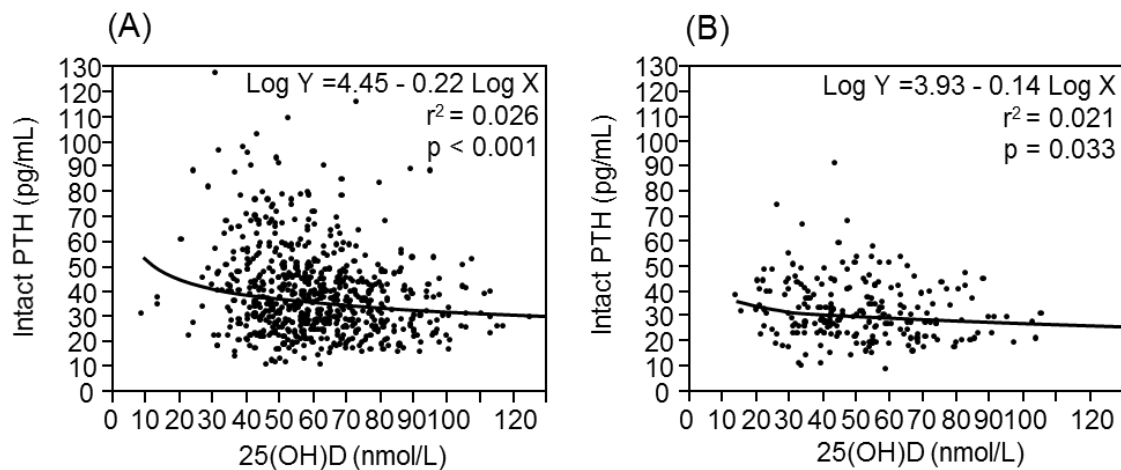 (A)
Log Y =4.45 - 0.22 Log X
r² = 0.026
p < 0.001
Intact PTH (pg/mL)
130
120
110
100
90
80
70
60
50
40
30
20
10
0
0 10 20 30 40 50 60 70 80 90 100 120
25(OH)D (nmol/L)
(B)
Log Y =3.93 - 0.14 Log X
r² = 0.021
p = 0.033
Intact PTH (pg/mL)
130
120
110
100
90
80
70
60
50
40
30
20
10
0
0 10 20 30 40 50 60 70 80 90 100 120
25(OH)D (nmol/L)